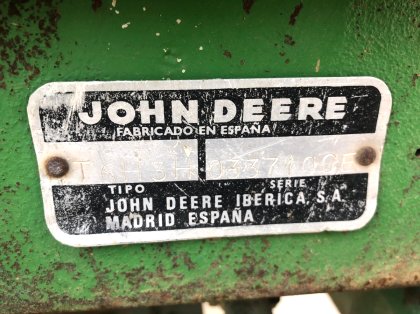 JOHN DEERE
FABRICADO EN ESPAÑA
TIPO SERIE
JOHN DEERE IBERICA, S.A.
MADRID ESPAÑA